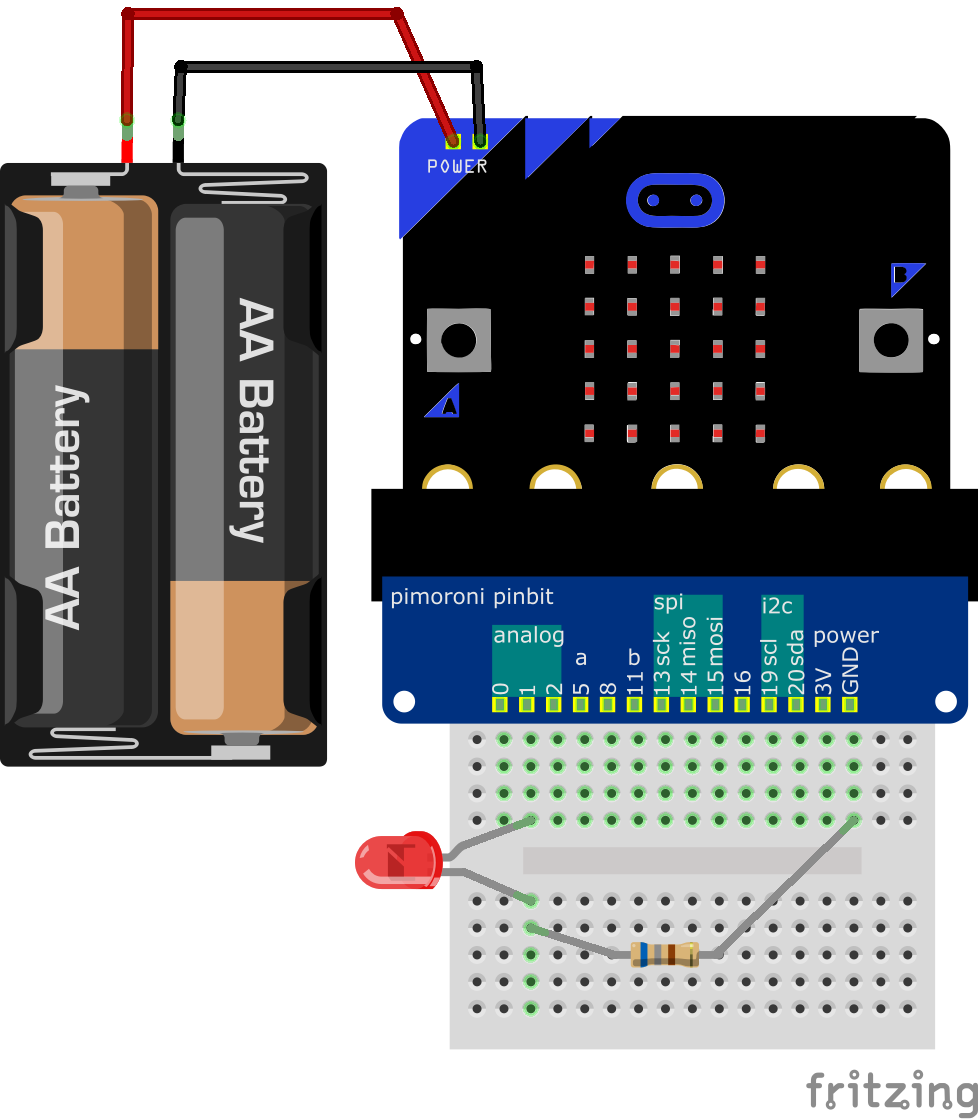 POWER
B
AA Battery
AA Battery
A
pimoroni pinbit
spi
i2c
analog
power
a
b
0
1
2
5
8
11
13 sck
14 miso
15 mosi
16
19 scl
20 sda
3V
GND
fritzing